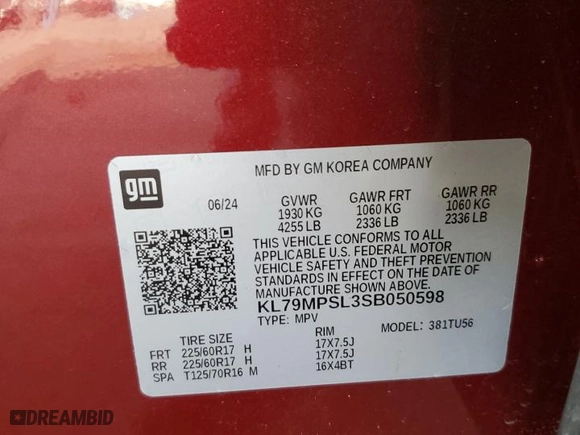 MFD BY GM KOREA COMPANY
gm
06/24 GVWR GAWR FRT GAWR RR
1930 KG 1060 KG 1060 KG
4255 LB 2336 LB 2336 LB
THIS VEHICLE CONFORMS TO ALL
APPLICABLE U.S. FEDERAL MOTOR
VEHICLE SAFETY AND THEFT PREVENTION
STANDARDS IN EFFECT ON THE DATE OF
MANUFACTURE SHOWN ABOVE.
KL79MPSL3SB050598
TYPE: MPV MODEL: 381TU56
TIRE SIZE RIM
FRT 225/60R17 H 17X7.5J
RR 225/60R17 H 17X7.5J
SPA T125/70R16 M 16X4BT
DREAMBID